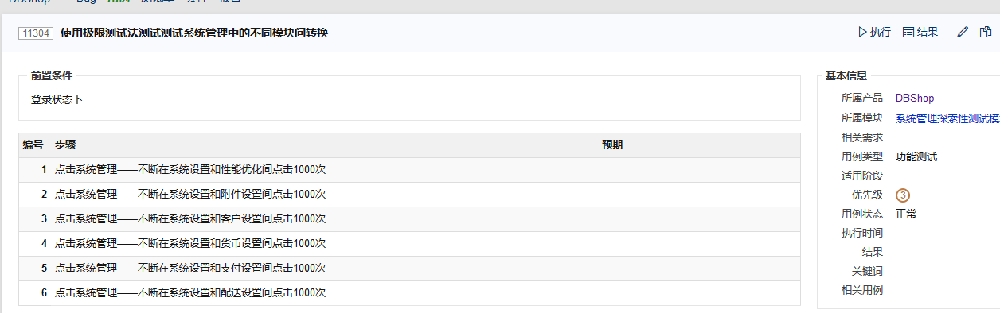 11304 使用极限测试法测试测试系统管理中的不同模块间转换
执行 结果
前置条件
登录状态下
编号 步骤 预期
1 点击系统管理——不断在系统设置和性能优化间点击1000次
2 点击系统管理——不断在系统设置和附件设置间点击1000次
3 点击系统管理——不断在系统设置和客户设置间点击1000次
4 点击系统管理——不断在系统设置和货币设置间点击1000次
5 点击系统管理——不断在系统设置和支付设置间点击1000次
6 点击系统管理——不断在系统设置和配送设置间点击1000次
基本信息
所属产品 DBShop
所属模块 系统管理探索性测试模
相关需求
用例类型 功能测试
适用阶段
优先级 3
用例状态 正常
执行时间
结果
关键词
相关用例